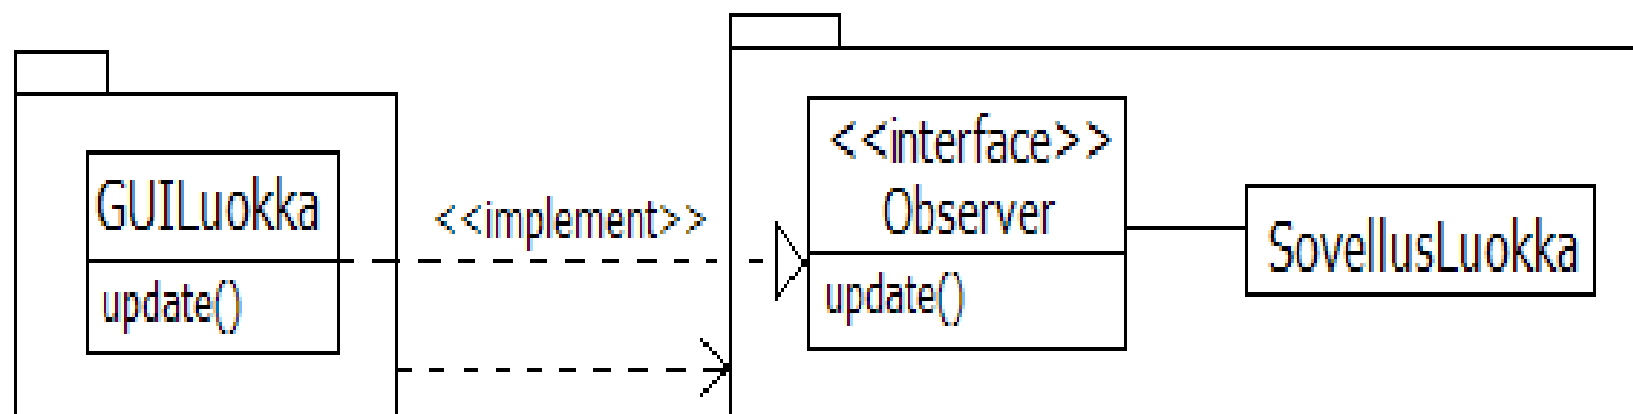 GUILuokka
update()
<<implement>>
<<interface>>
Observer
update()
SovellusLuokka